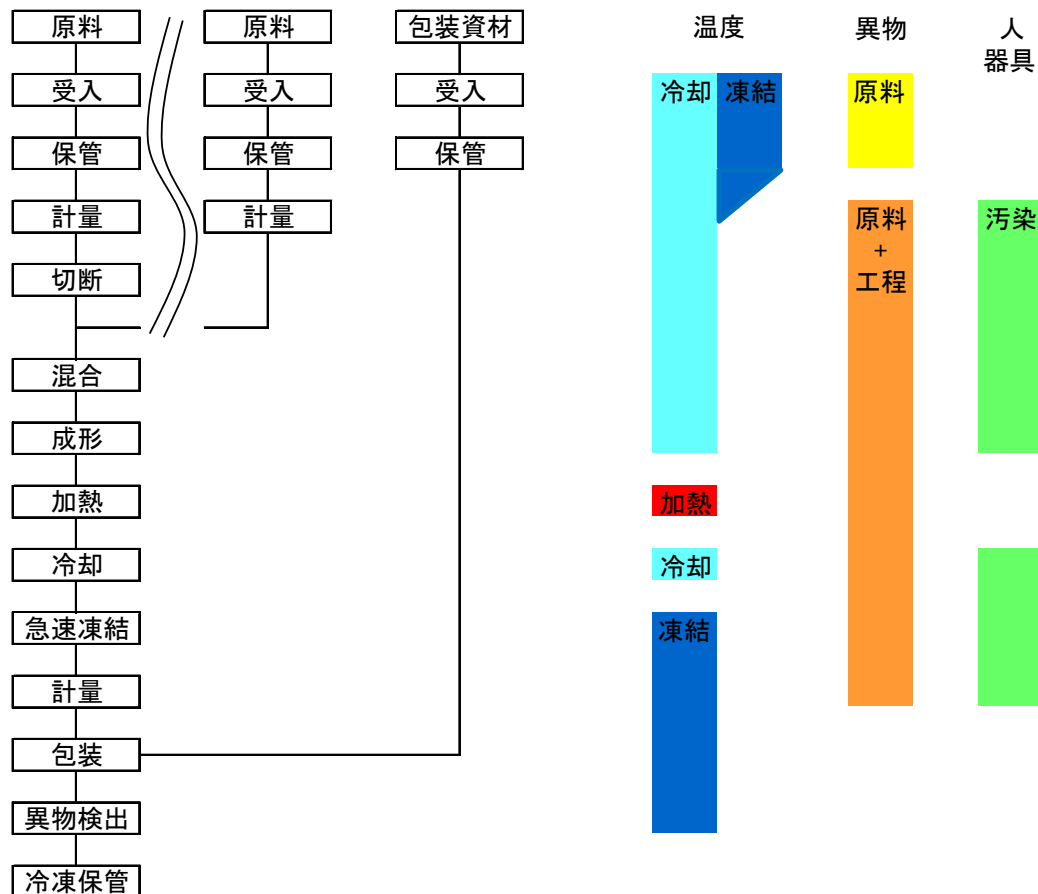 原料
受入
保管
計量
切断
混合
成形
加熱
冷却
急速凍結
計量
包装
異物検出
冷凍保管
原料
受入
保管
計量
包装資材
受入
保管
温度
冷却
凍結
加熱
冷却
凍結
異物
原料
原料
+
工程
人
器具
汚染